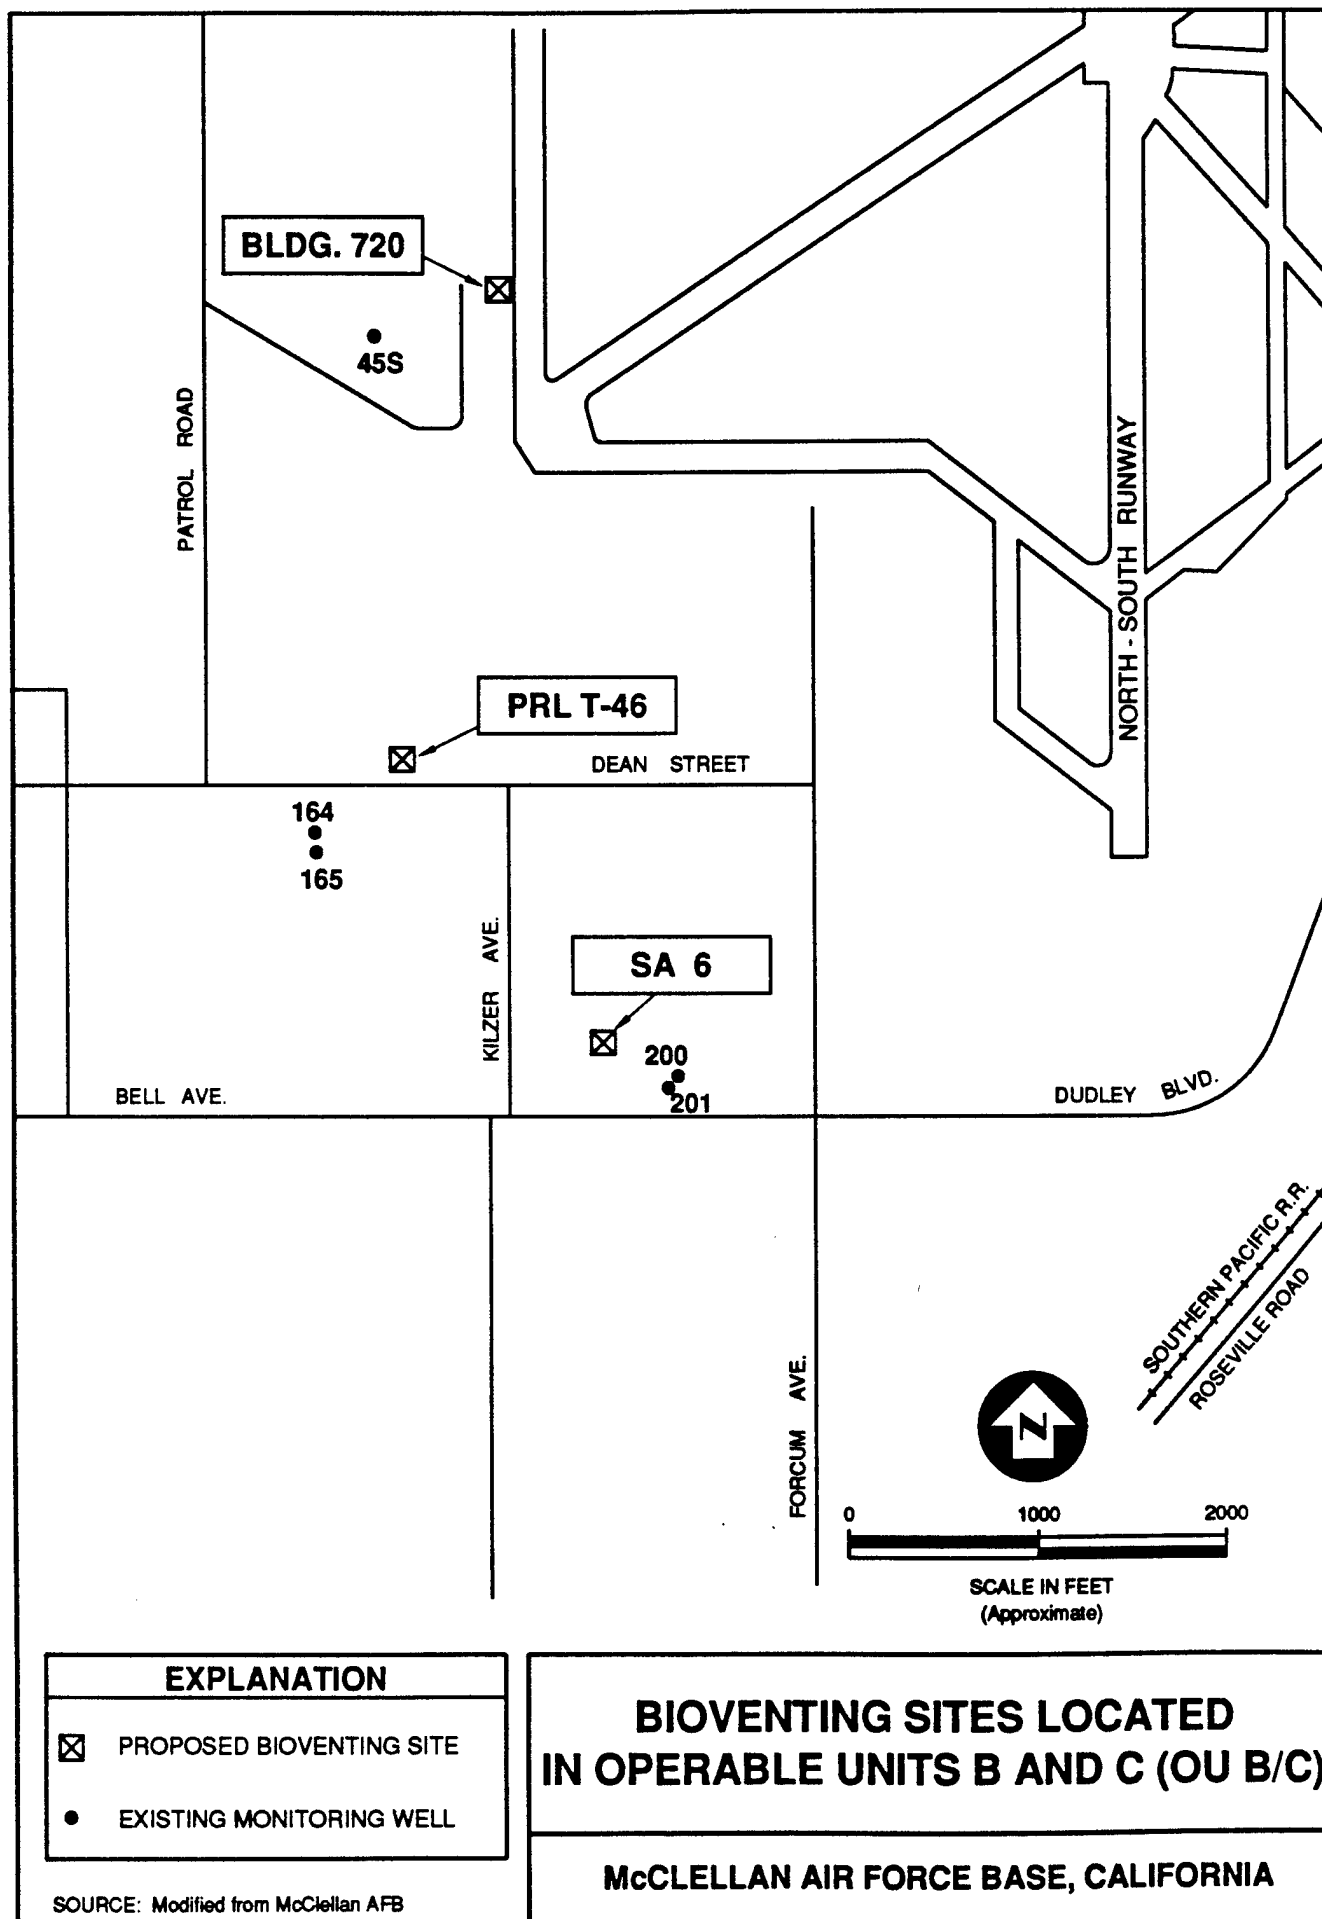 BLDG. 720
45S
PATROL ROAD
NORTH - SOUTH RUNWAY
PRL T-46
DEAN STREET
164
165
KILZER AVE.
SA 6
200
201
BELL AVE.
DUDLEY BLVD.
SOUTHERN PACIFIC R.R.
ROSEVILLE ROAD
FORCUM AVE.
N
0 1000 2000
SCALE IN FEET
(Approximate)
EXPLANATION
PROPOSED BIOVENTING SITE
EXISTING MONITORING WELL
SOURCE: Modified from McClellan AFB
BIOVENTING SITES LOCATED
IN OPERABLE UNITS B AND C (OU B/C)
McCLELLAN AIR FORCE BASE, CALIFORNIA